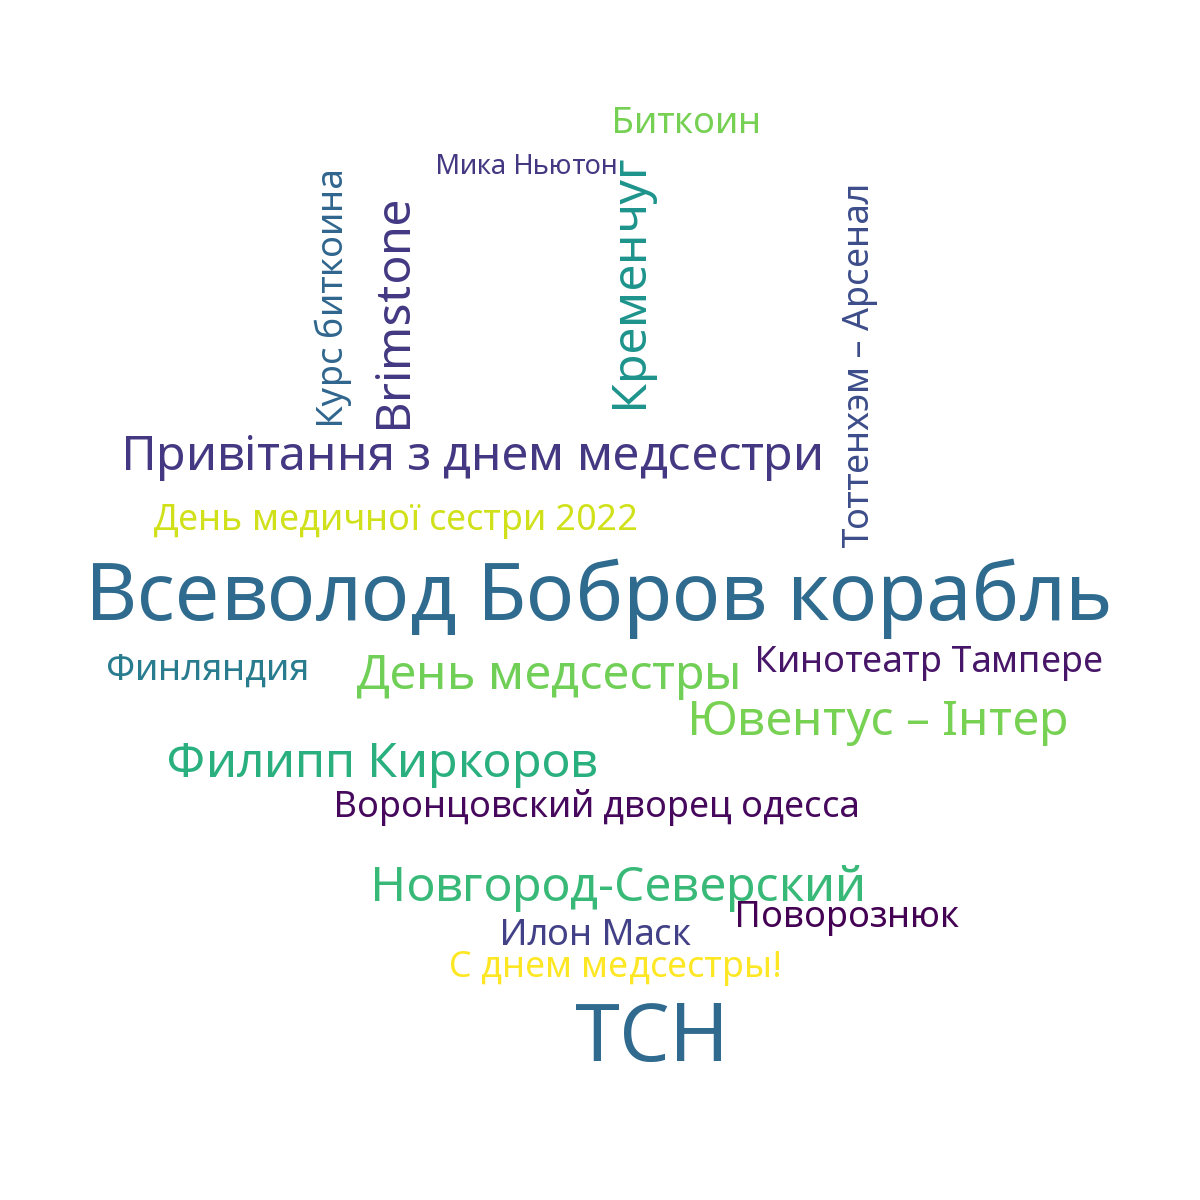 Биткоин
Мика Ньютон
Курс биткоина
Brimstone
Кременчуг
Тоттенхэм – Арсенал
Привітання з днем медсестри
День медичної сестри 2022
Всеволод Бобров корабль
Финляндия
День медсестры
Кинотеатр Тампере
Ювентус – Інтер
Филипп Киркоров
Воронцовский дворец одесса
Новгород-Северский
Поворознюк
Илон Маск
С днем медсестры!
ТСН